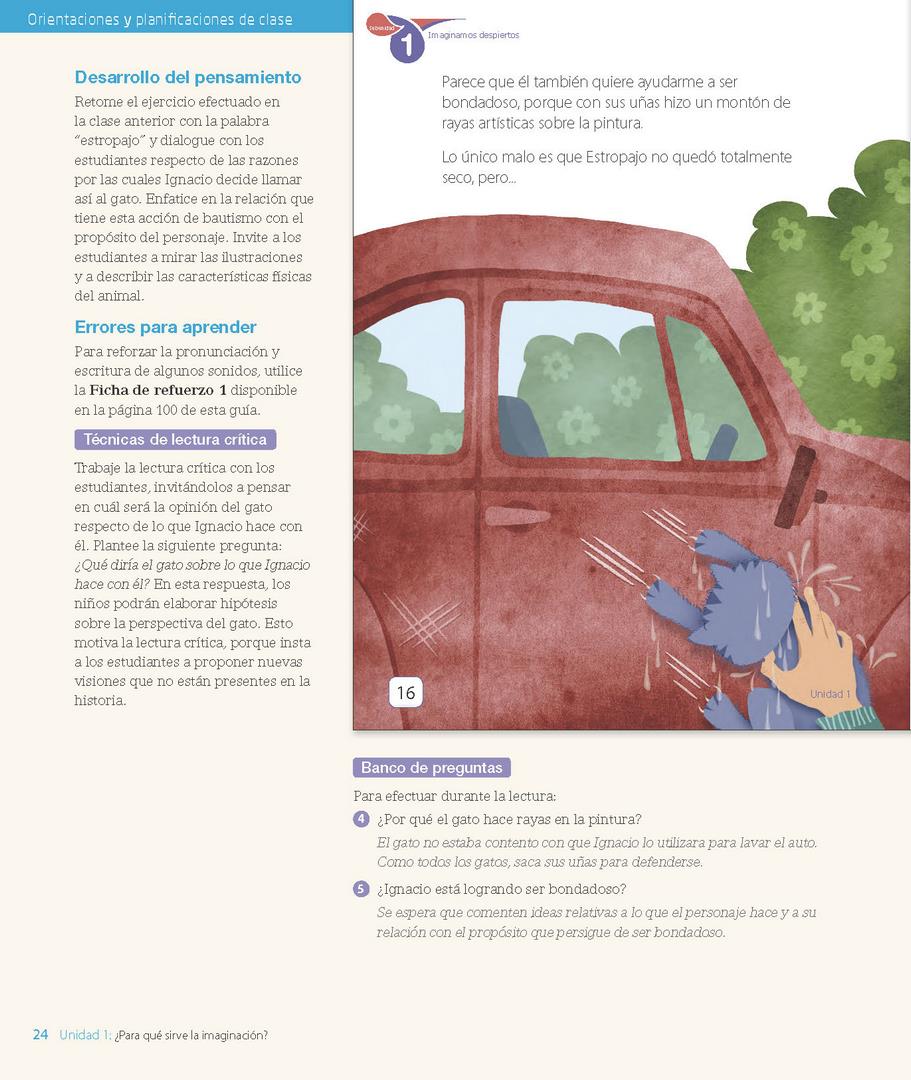 Orientaciones y planificaciones de clase
Desarrollo del pensamiento
Retome el ejercicio efectuado en
la clase anterior con la palabra
“estropajo” y dialogue con los
estudiantes respecto de las razones
por las cuales Ignacio decide llamar
así al gato. Enfatice en la relación que
tiene esta acción de bautismo con el
propósito del personaje. Invite a los
estudiantes a mirar las ilustraciones
y a describir las características físicas
del animal.
Errores para aprender
Para reforzar la pronunciación y
escritura de algunos sonidos, utilice
la Ficha de refuerzo 1 disponible
en la página 100 de esta guía.
Técnicas de lectura crítica
Trabaje la lectura crítica con los
estudiantes, invitándolos a pensar
en cuál será la opinión del gato
respecto de lo que Ignacio hace con
él. Plantee la siguiente pregunta:
¿Qué diría el gato sobre lo que Ignacio
hace con él? En esta respuesta, los
niños podrán elaborar hipótesis
sobre la perspectiva del gato. Esto
motiva la lectura crítica, porque insta
a los estudiantes a proponer nuevas
visiones que no están presentes en la
historia.
1
Imaginamos despiertos
Parece que él también quiere ayudarme a ser
bondadoso, porque con sus uñas hizo un montón de
rayas artísticas sobre la pintura.
Lo único malo es que Estropajo no quedó totalmente
seco, pero...
16
Unidad 1
Banco de preguntas
Para efectuar durante la lectura:
4 ¿Por qué el gato hace rayas en la pintura?
El gato no estaba contento con que Ignacio lo utilizara para lavar el auto.
Como todos los gatos, saca sus uñas para defenderse.
5 ¿Ignacio está logrando ser bondadoso?
Se espera que comenten ideas relativas a lo que el personaje hace y a su
relación con el propósito que persigue de ser bondadoso.
24 Unidad 1: ¿Para qué sirve la imaginación?